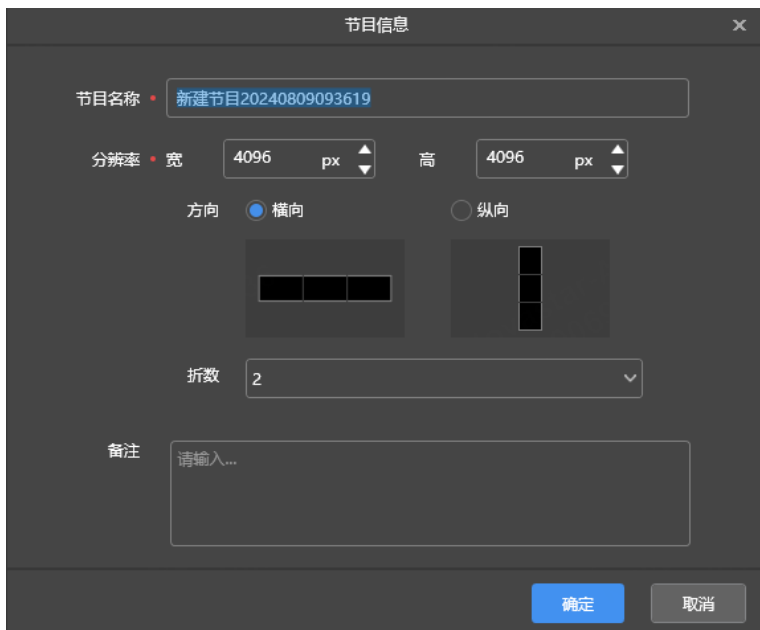 节目信息
节目名称 • 新建节目20240809093619
分辨率 • 宽 4096 px 高 4096 px
方向 横向 纵向
折数 2
备注 请输入...
确定 取消